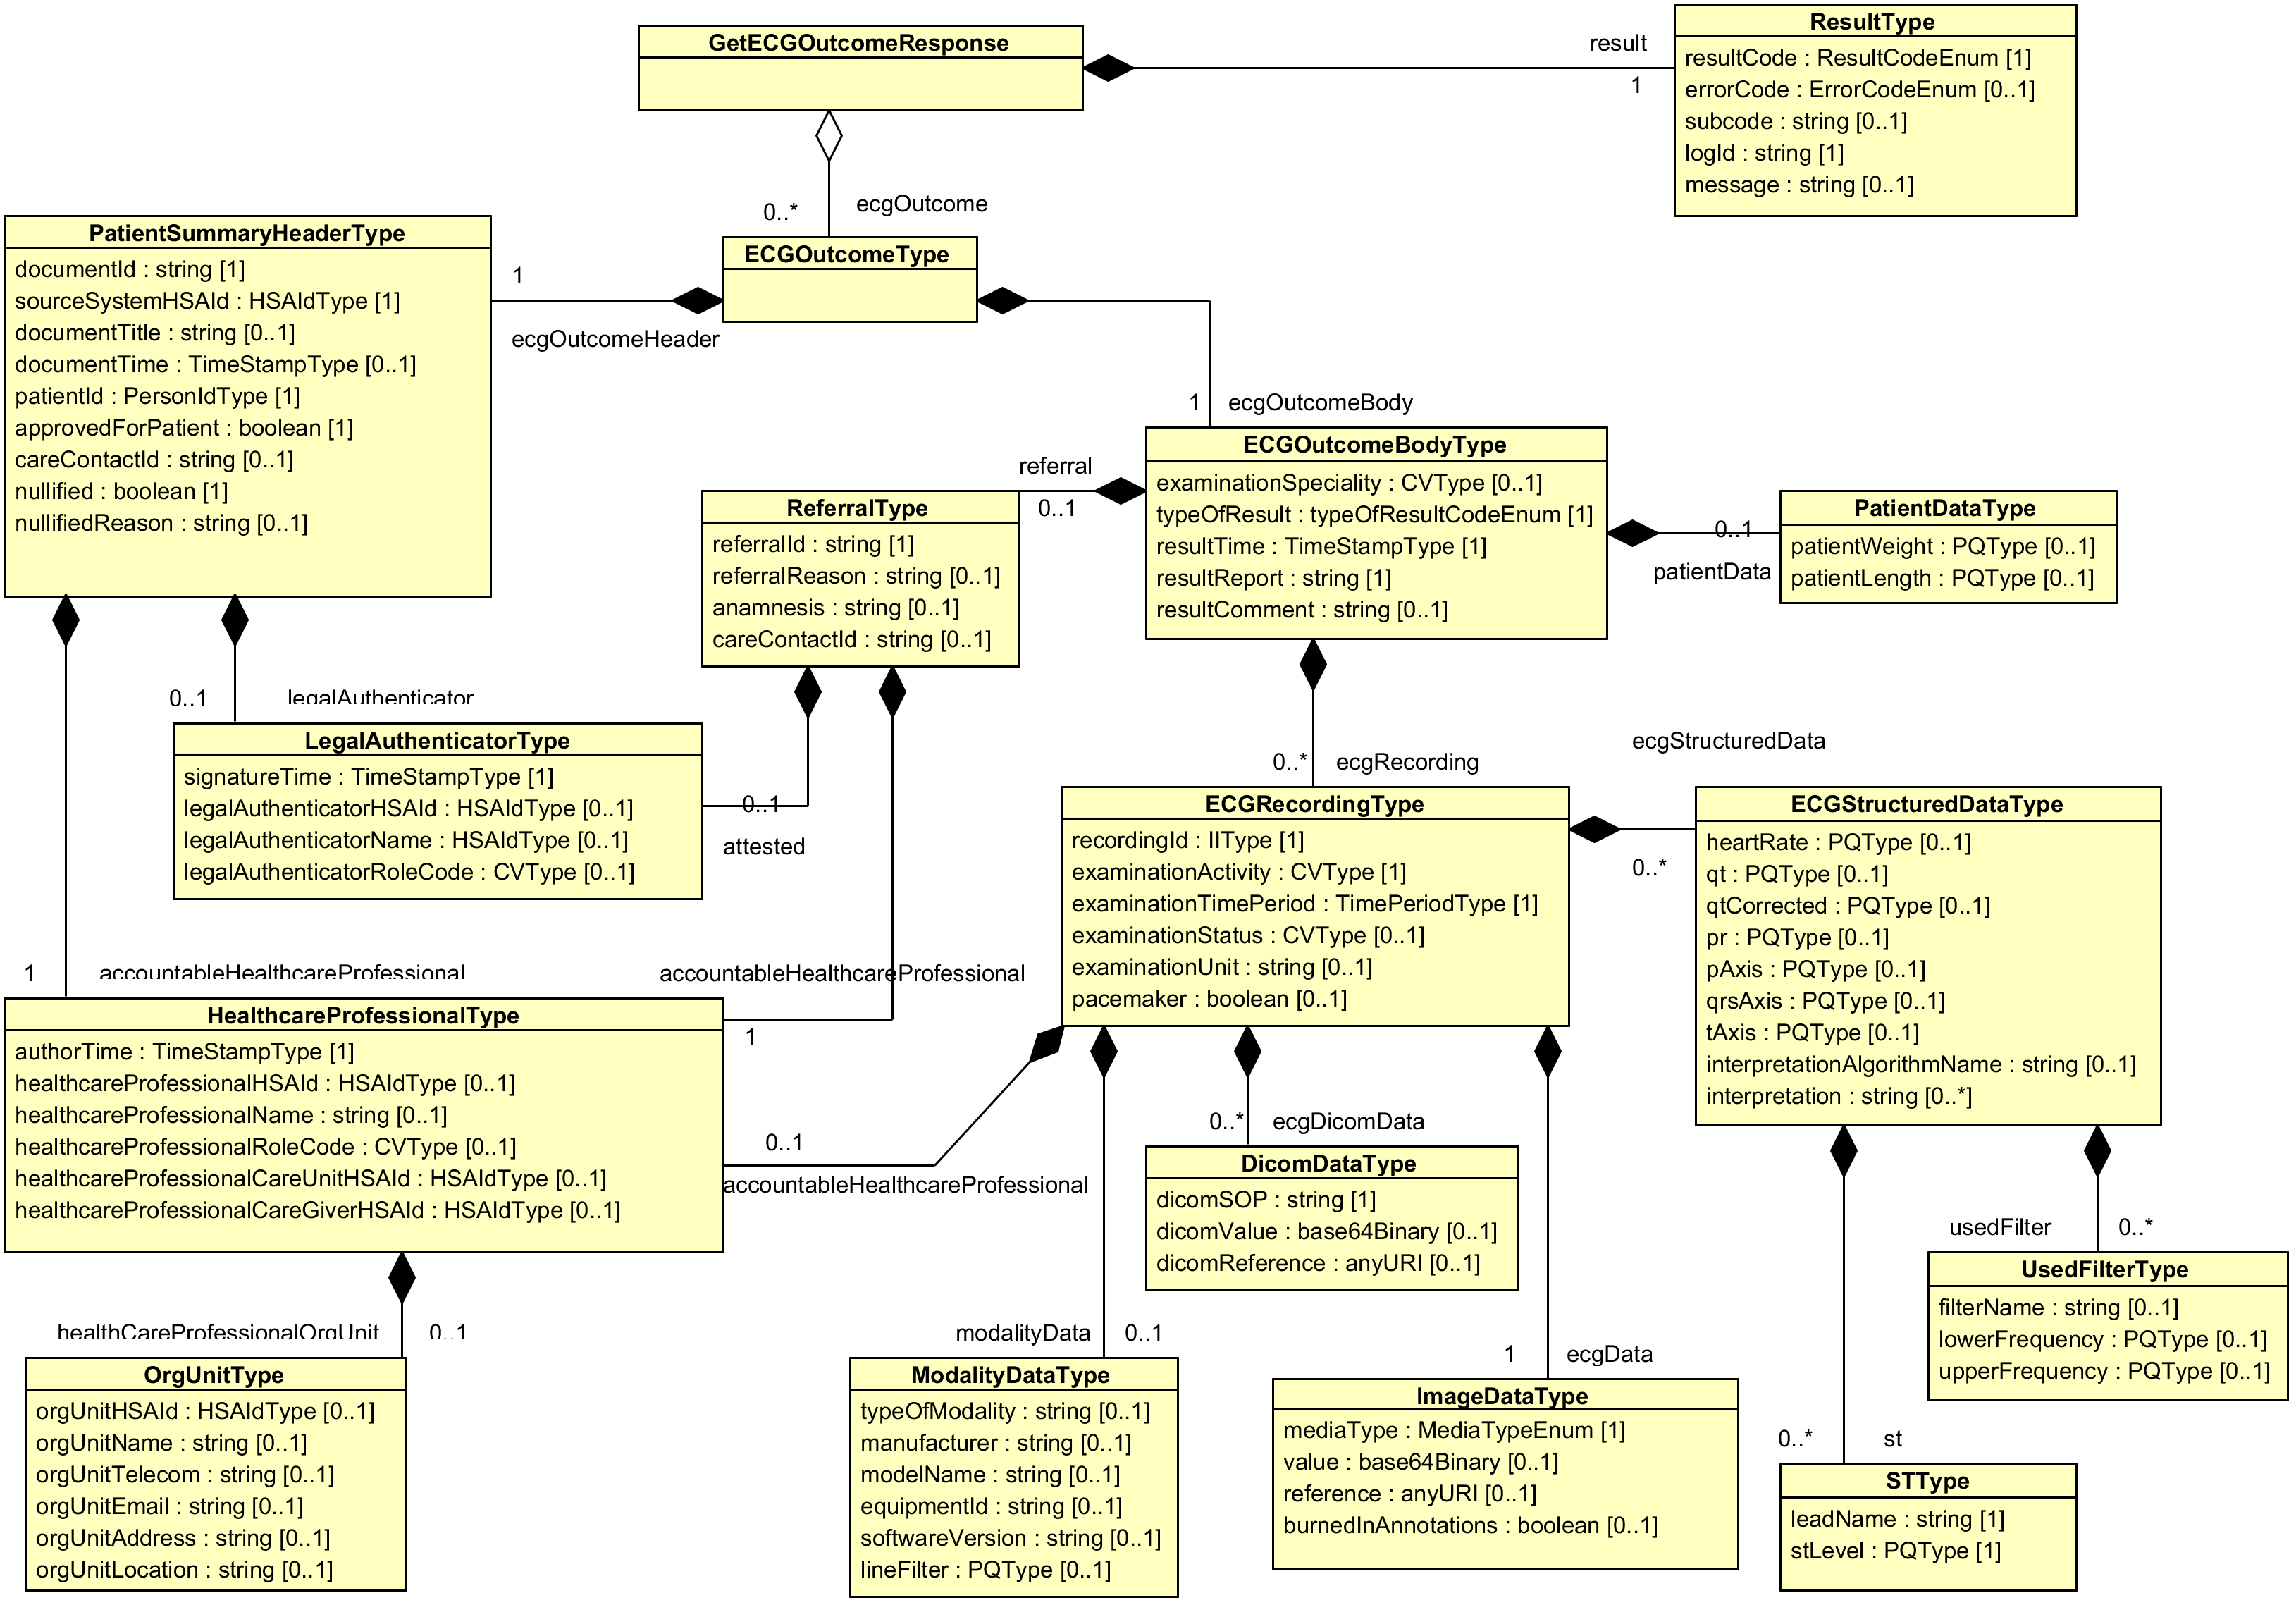 GetECGOutcomeResponse
result
1
ResultType
resultCode : ResultCodeEnum [1]
errorCode : ErrorCodeEnum [0..1]
subcode : string [0..1]
logId : string [1]
message : string [0..1]
0..*
ecgOutcome
ECGOutcomeType
PatientSummaryHeaderType
documentId : string [1]
sourceSystemHSAId : HSAIdType [1]
documentTitle : string [0..1]
documentTime : TimeStampType [0..1]
patientId : PersonIdType [1]
approvedForPatient : boolean [1]
careContactId : string [0..1]
nullified : boolean [1]
nullifiedReason : string [0..1]
1
ecgOutcomeHeader
1
ecgOutcomeBody
ECGOutcomeBodyType
examinationSpeciality : CVType [0..1]
typeOfResult : typeOfResultCodeEnum [1]
resultTime : TimeStampType [1]
resultReport : string [1]
resultComment : string [0..1]
referral
0..1
ReferralType
referralId : string [1]
referralReason : string [0..1]
anamnesis : string [0..1]
careContactId : string [0..1]
0..1
patientData
PatientDataType
patientWeight : PQType [0..1]
patientLength : PQType [0..1]
0..1
legalAuthenticator
LegalAuthenticatorType
signatureTime : TimeStampType [1]
legalAuthenticatorHSAId : HSAIdType [0..1]
legalAuthenticatorName : HSAIdType [0..1]
legalAuthenticatorRoleCode : CVType [0..1]
0..1
attested
0..*
ecgRecording
ECGRecordingType
recordingId : IIType [1]
examinationActivity : CVType [1]
examinationTimePeriod : TimePeriodType [1]
examinationStatus : CVType [0..1]
examinationUnit : string [0..1]
pacemaker : boolean [0..1]
ecgStructuredData
0..*
ECGStructuredDataType
heartRate : PQType [0..1]
qt : PQType [0..1]
qtCorrected : PQType [0..1]
pr : PQType [0..1]
pAxis : PQType [0..1]
qrsAxis : PQType [0..1]
tAxis : PQType [0..1]
interpretationAlgorithmName : string [0..1]
interpretation : string [0..*]
1
accountableHealthcareProfessional
accountableHealthcareProfessional
1
HealthcareProfessionalType
authorTime : TimeStampType [1]
healthcareProfessionalHSAId : HSAIdType [0..1]
healthcareProfessionalName : string [0..1]
healthcareProfessionalRoleCode : CVType [0..1]
healthcareProfessionalCareUnitHSAId : HSAIdType [0..1]
healthcareProfessionalCareGiverHSAId : HSAIdType [0..1]
0..1
accountableHealthcareProfessional
0..*
ecgDicomData
DicomDataType
dicomSOP : string [1]
dicomValue : base64Binary [0..1]
dicomReference : anyURI [0..1]
usedFilter
0..*
UsedFilterType
filterName : string [0..1]
lowerFrequency : PQType [0..1]
upperFrequency : PQType [0..1]
healthCareProfessionalOrgUnit
0..1
OrgUnitType
orgUnitHSAId : HSAIdType [0..1]
orgUnitName : string [0..1]
orgUnitTelecom : string [0..1]
orgUnitEmail : string [0..1]
orgUnitAddress : string [0..1]
orgUnitLocation : string [0..1]
modalityData
0..1
ModalityDataType
typeOfModality : string [0..1]
manufacturer : string [0..1]
modelName : string [0..1]
equipmentId : string [0..1]
softwareVersion : string [0..1]
lineFilter : PQType [0..1]
1
ecgData
ImageDataType
mediaType : MediaTypeEnum [1]
value : base64Binary [0..1]
reference : anyURI [0..1]
burnedInAnnotations : boolean [0..1]
0..*
st
STType
leadName : string [1]
stLevel : PQType [1]